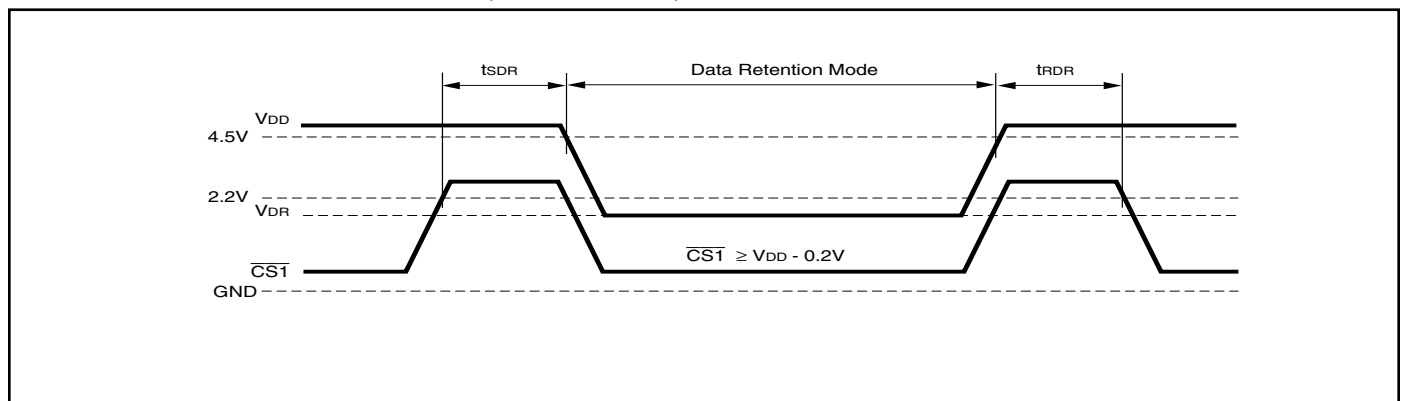 tSDR
Data Retention Mode
tRDR
VDD
4.5V
2.2V
VDR
CS1
CS1 ≥ VDD - 0.2V
GND